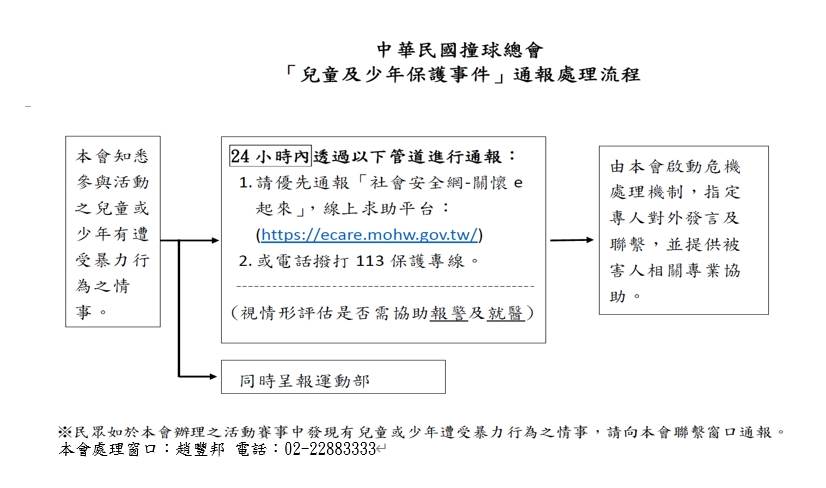 中華民國撞球總會
「兒童及少年保護事件」通報處理流程
本會知悉
參與活動
之兒童或
少年有遭
受暴力行
為之情
事。
24 小時內透過以下管道進行通報：
1. 請優先通報「社會安全網-關懷 e
起來」，線上求助平台：
(https://ecare.mohw.gov.tw/)
2. 或電話撥打 113 保護專線。
（視情形評估是否需協助報警及就醫）
由本會啟動危機
處理機制，指定
專人對外發言及
聯繫，並提供被
害人相關專業協
助。
同時呈報運動部
※民眾如於本會辦理之活動賽事中發現有兒童或少年遭受暴力行為之情事，請向本會聯繫窗口通報。
本會處理窗口：趙豐邦 電話：02-22883333